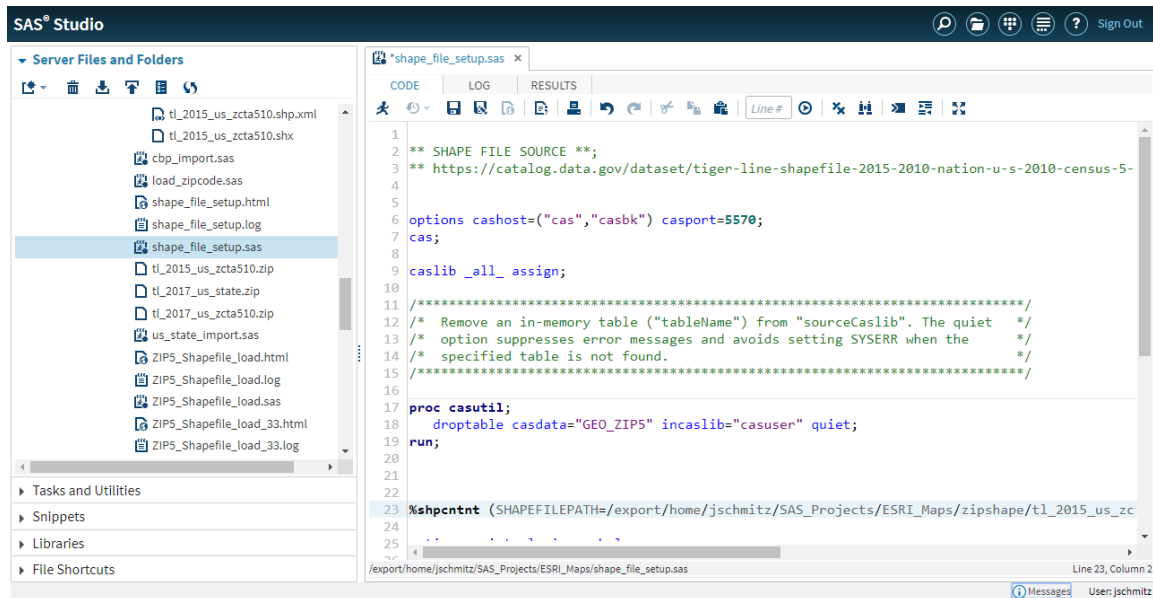 SAS® Studio
Sign Out
Server Files and Folders
tl_2015_us_zcta510.shp.xml
tl_2015_us_zcta510.shx
cbp_import.sas
load_zipcode.sas
shape_file_setup.html
shape_file_setup.log
shape_file_setup.sas
tl_2015_us_zcta510.zip
tl_2017_us_state.zip
tl_2017_us_zcta510.zip
us_state_import.sas
ZIP5_Shapefile_load.html
ZIP5_Shapefile_load.log
ZIP5_Shapefile_load.sas
ZIP5_Shapefile_load_33.html
ZIP5_Shapefile_load_33.log
Tasks and Utilities
Snippets
Libraries
File Shortcuts
*shape_file_setup.sas ×
CODE LOG RESULTS
Line #
1
2 ** SHAPE FILE SOURCE **;
3 ** https://catalog.data.gov/dataset/tiger-line-shapefile-2015-2010-nation-u-s-2010-census-5-
4
5
6 options cashost=("cas","casbk") casport=5570;
7 cas;
8
9 caslib _all_ assign;
10
11 /*****************************************************************************/
12 /*  Remove an in-memory table ("tableName") from "sourceCaslib". The quiet   */
13 /*  option suppresses error messages and avoids setting SYSERR when the      */
14 /*  specified table is not found.                                            */
15 /*****************************************************************************/
16
17 proc casutil;
18    droptable casdata="GEO_ZIP5" incaslib="casuser" quiet;
19 run;
20
21
22
23 %shpcntnt (SHAPEFILEPATH=/export/home/jschmitz/SAS_Projects/ESRI_Maps/zipshape/tl_2015_us_zc
24
25
/export/home/jschmitz/SAS_Projects/ESRI_Maps/shape_file_setup.sas
Line 23, Column 2
Messages
User: jschmitz